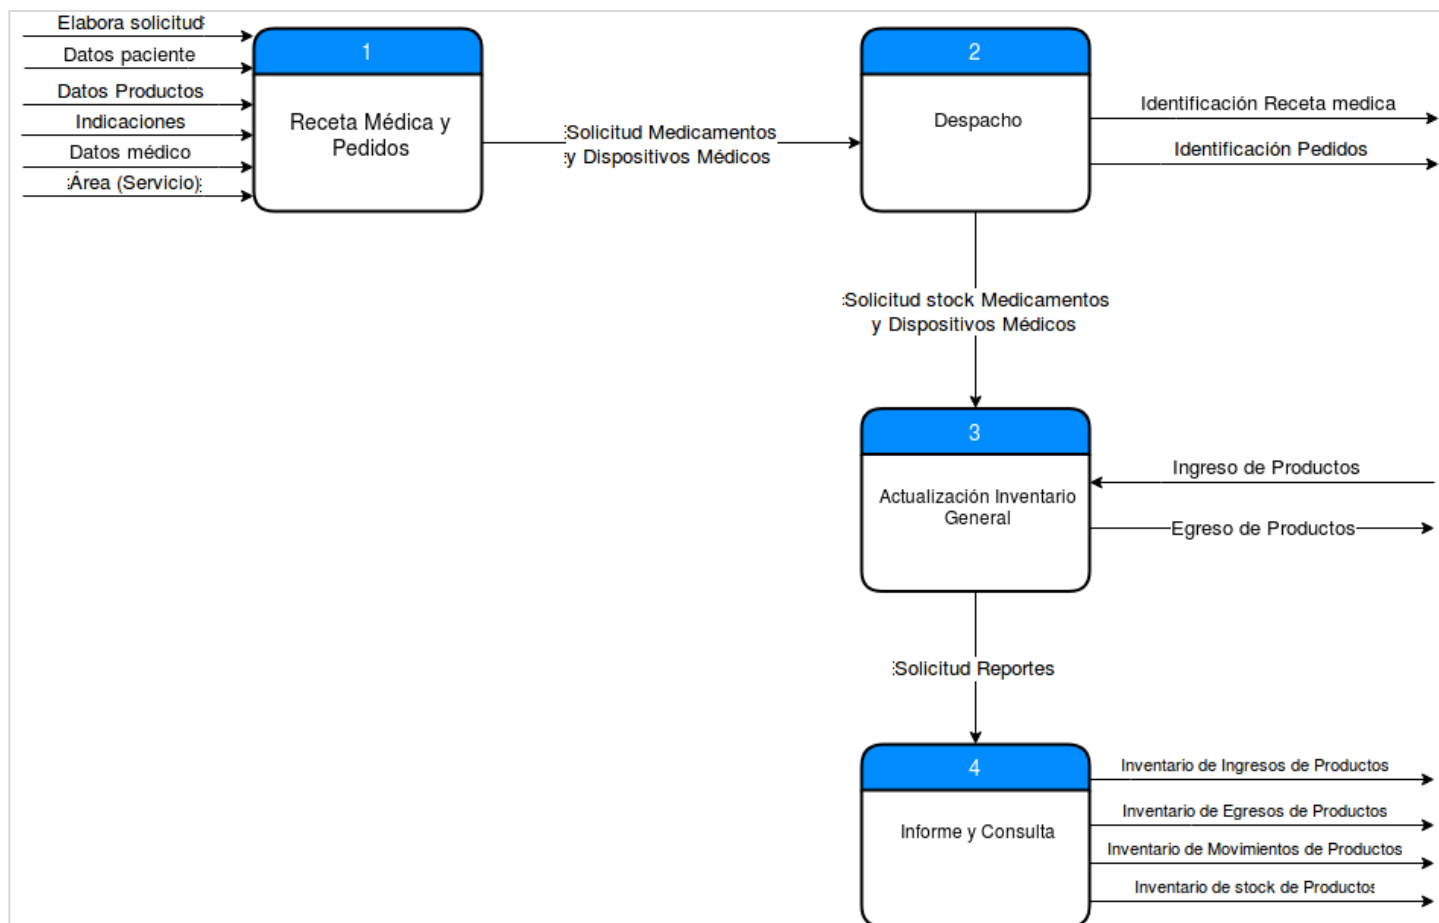 Elabora solicitud
Datos paciente
Datos Productos
Indicaciones
Datos médico
Área (Servicio)
1
Receta Médica y
Pedidos
Solicitud Medicamentos
y Dispositivos Médicos
2
Despacho
Identificación Receta medica
Identificación Pedidos
Solicitud stock Medicamentos
y Dispositivos Médicos
3
Actualización Inventario
General
Ingreso de Productos
Egreso de Productos
Solicitud Reportes
4
Informe y Consulta
Inventario de Ingresos de Productos
Inventario de Egresos de Productos
Inventario de Movimientos de Productos
Inventario de stock de Productos